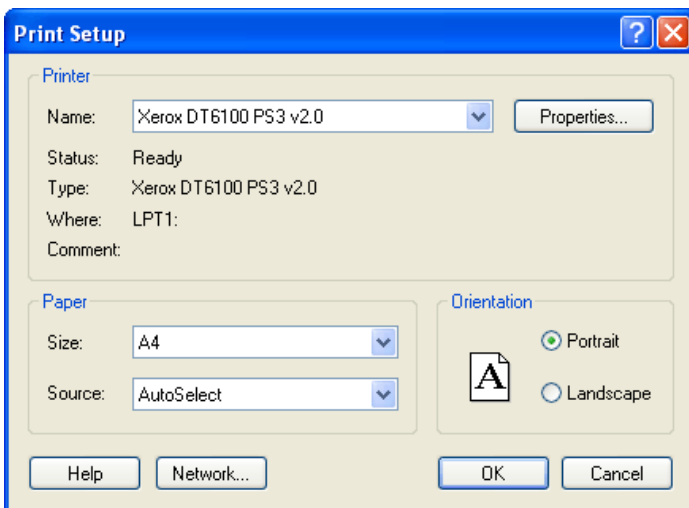 Print Setup
Printer
Name: Xerox DT6100 PS3 v2.0 Properties...
Status: Ready
Type: Xerox DT6100 PS3 v2.0
Where: LPT1:
Comment:
Paper
Size: A4
Source: AutoSelect
Orientation
A
Portrait
Landscape
Help Network... OK Cancel